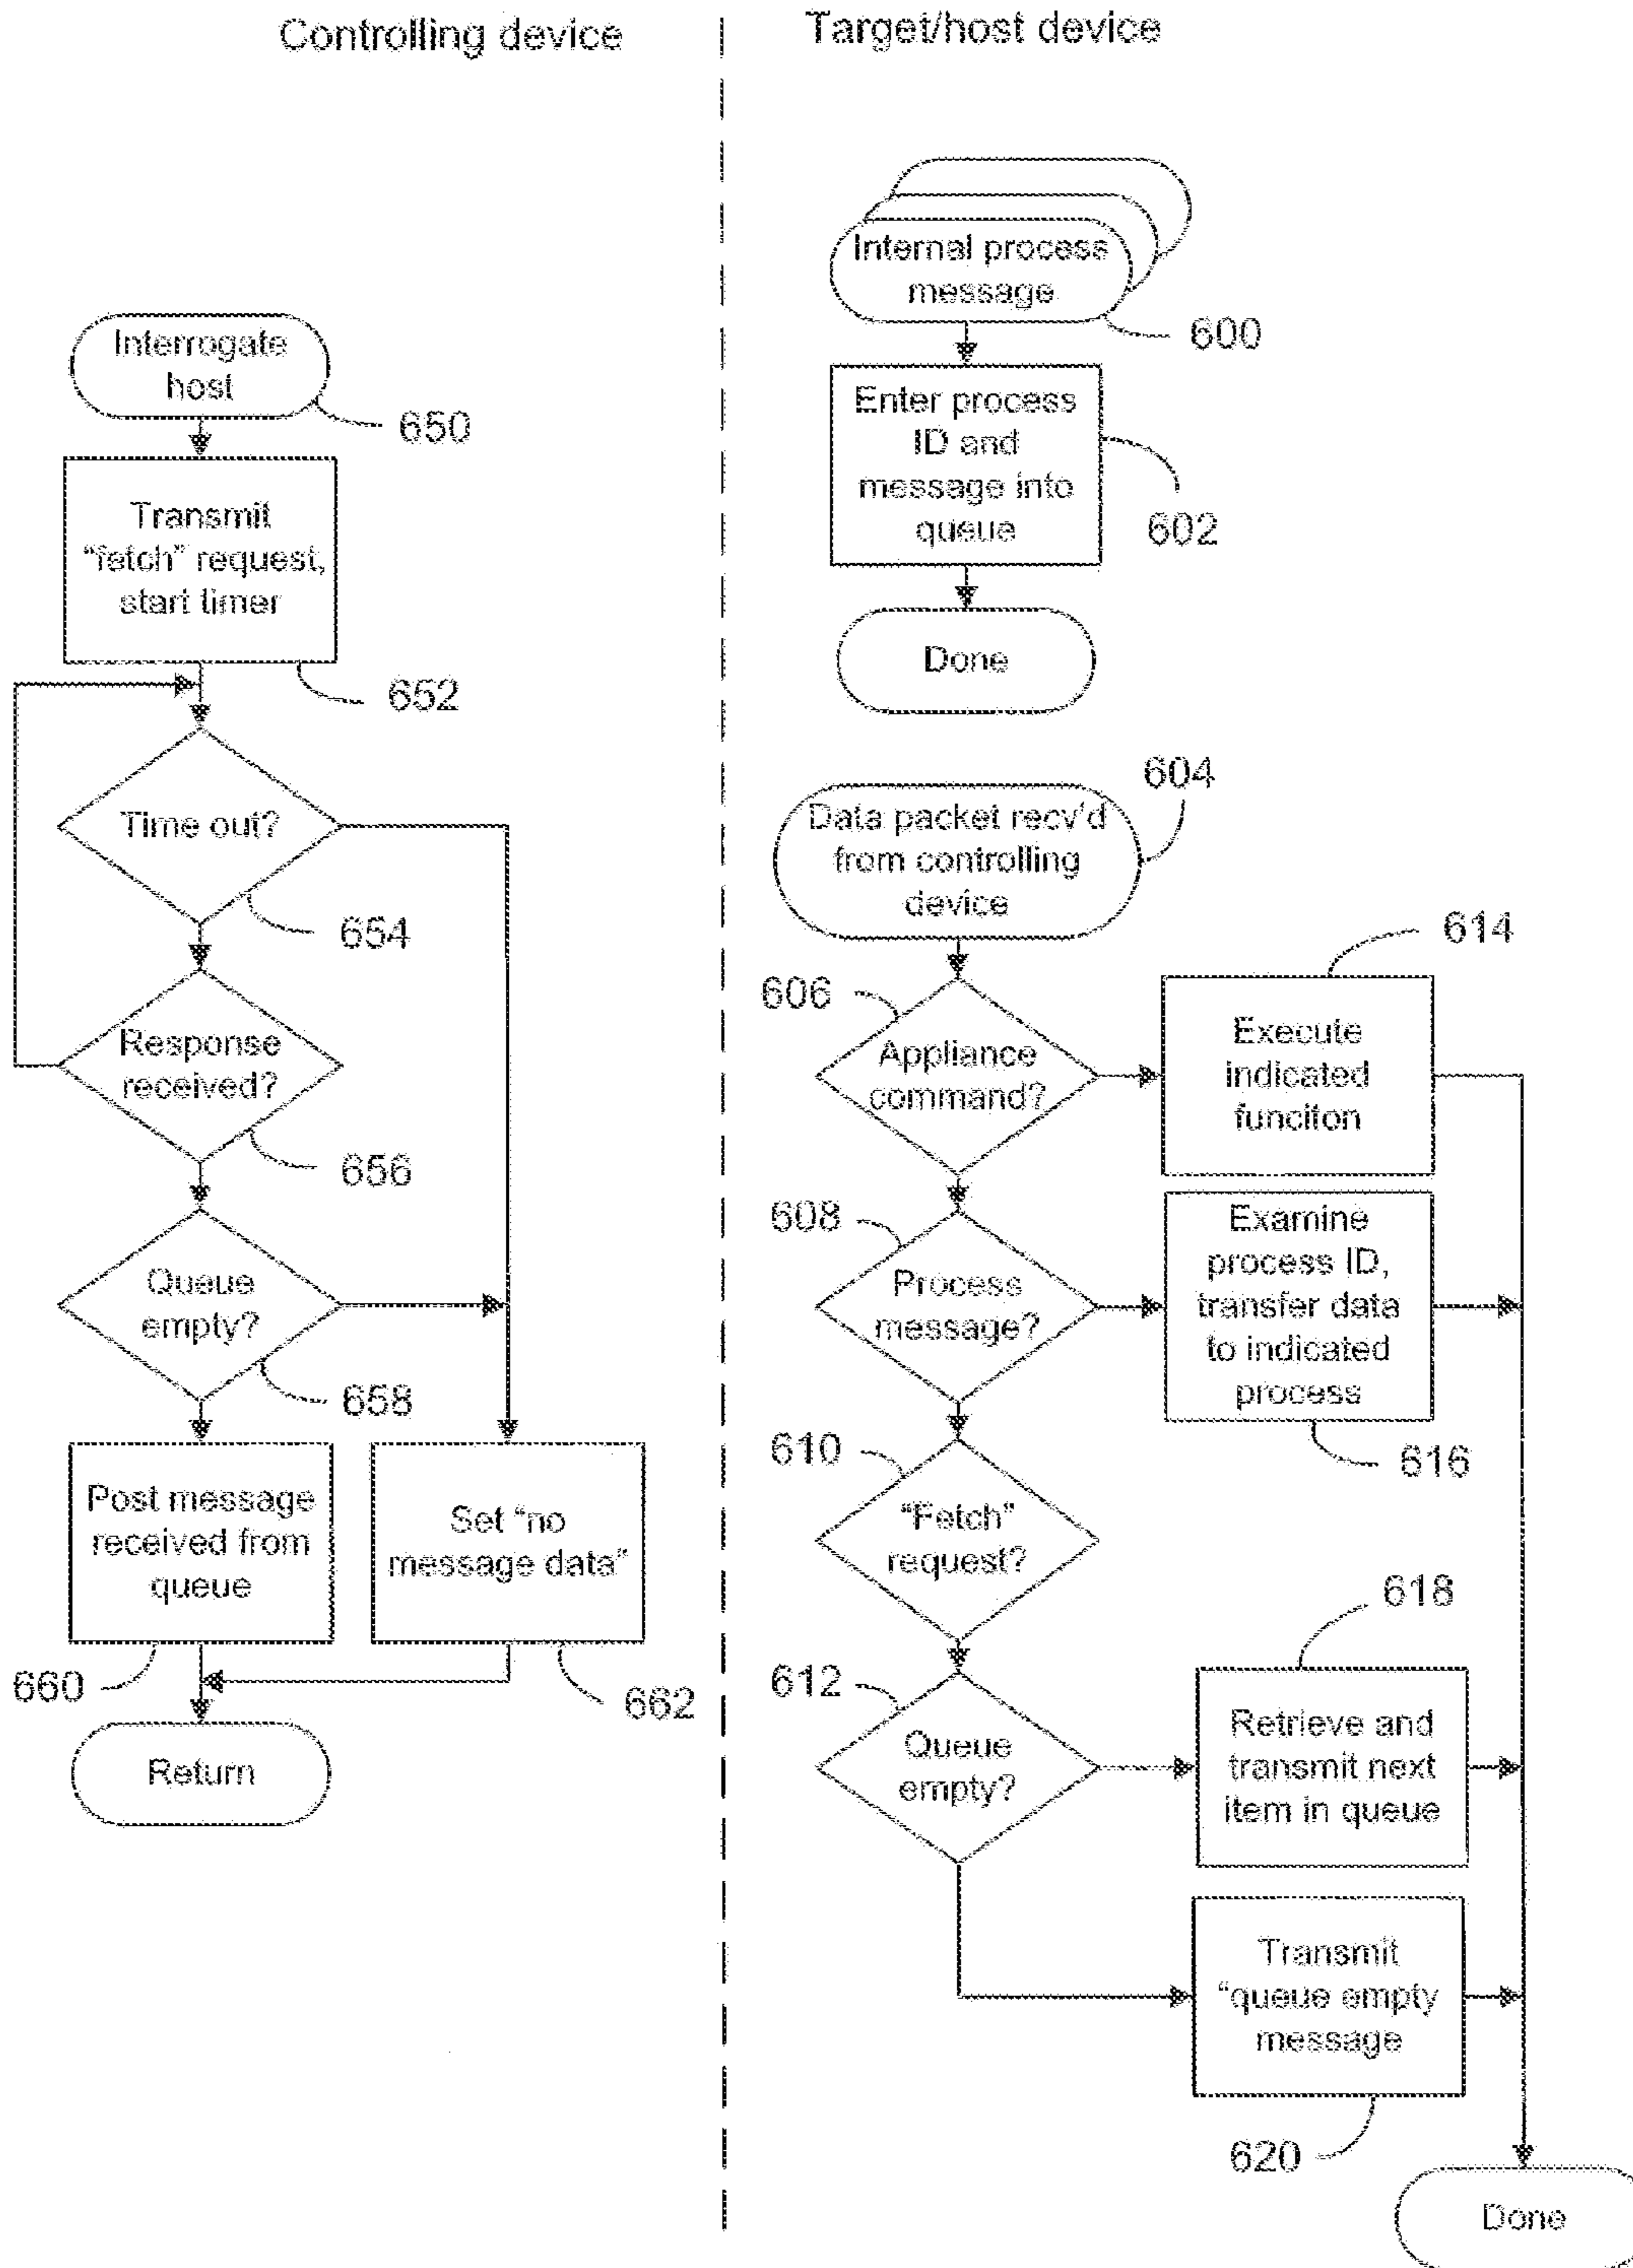 Controlling device
Target/host device
Interrogate
host
650
Transmit
“fetch” request,
start timer
652
Time out?
654
Response
received?
656
Queue
empty?
658
Post message
received from
queue
660
Set “no
message data”
662
Return
Internal process
message
600
Enter process
ID and
message into
queue
602
Done
604
Data packet recv'd
from controlling
device
606
Appliance
command?
614
Execute
indicated
funciton
608
Process
message?
Examine
process ID,
transfer data
to indicated
process
616
610
“Fetch”
request?
612
Queue
empty?
618
Retrieve and
transmit next
item in queue
Transmit
“queue empty
message
620
Done